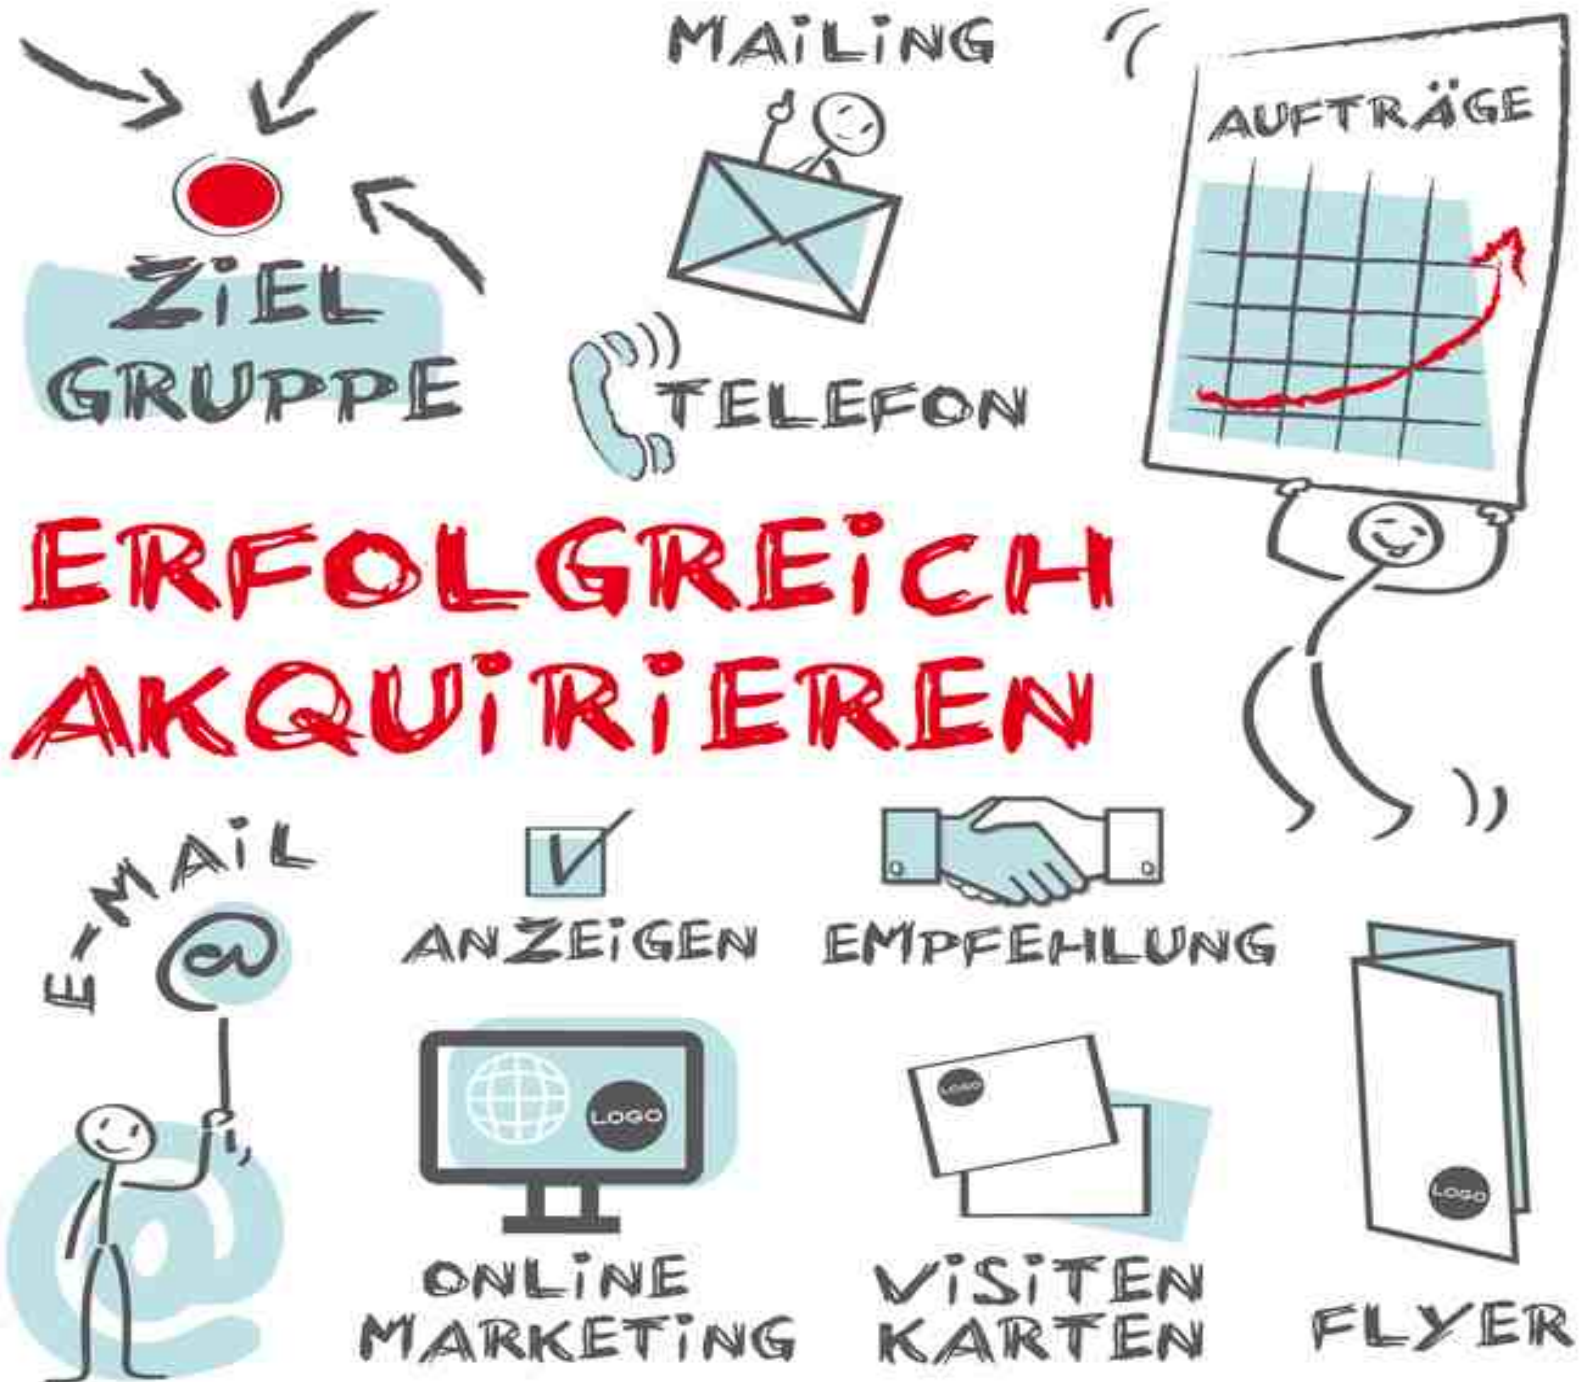 MAiLiNG
AUFTRÄGE
ZiEL
GRUPPE
TELEFON
ERFOLGREiCH
AKQUiRiEREN
E-MAiL
@
ANZEiGEN
EMPFEHLUNG
LOGO
LOGO
LOGO
ONLiNE
MARKETiNG
ViSiTEN
KARTEN
FLYER